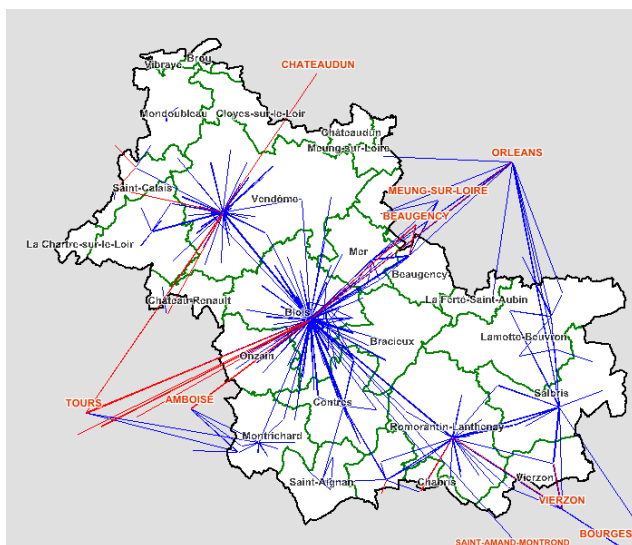 Brou
Vibraye
CHATEAUDUN
Mondoubleau
Cloyes-sur-le-Loir
Châteaudun
Meung-sur-Loire
ORLEANS
Saint-Calais
MEUNG-SUR-LOIRE
Vendôme
BEAUGENCY
La Chartre-sur-le-Loir
Mer
Beaugency
Château-Renault
La Ferté-Saint-Aubin
Blois
Bracieux
Lamotte-Beuvron
Onzain
TOURS
AMBOISE
Contres
Salbris
Romorantin-Lanthenay
Montrichard
Saint-Aignan
Chabris
Vierzon
VIERZON
BOURGES
SAINT-AMAND-MONTROND